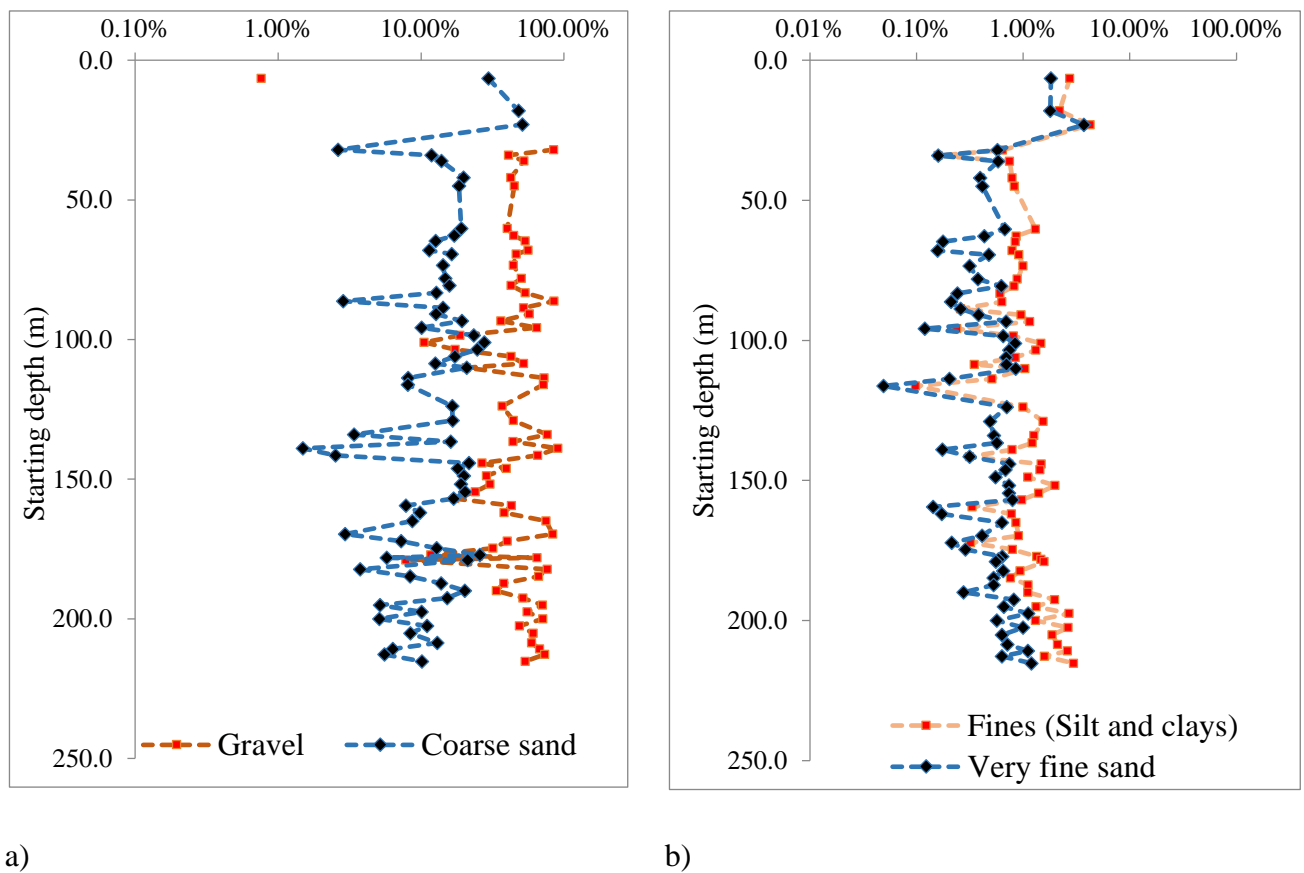 0.10% 1.00% 10.00% 100.00%
0.0
50.0
100.0
150.0
200.0
250.0
Starting depth (m)
Gravel Coarse sand
a)
0.01% 0.10% 1.00% 10.00% 100.00%
0.0
50.0
100.0
150.0
200.0
250.0
Starting depth (m)
Fines (Silt and clays)
Very fine sand
b)